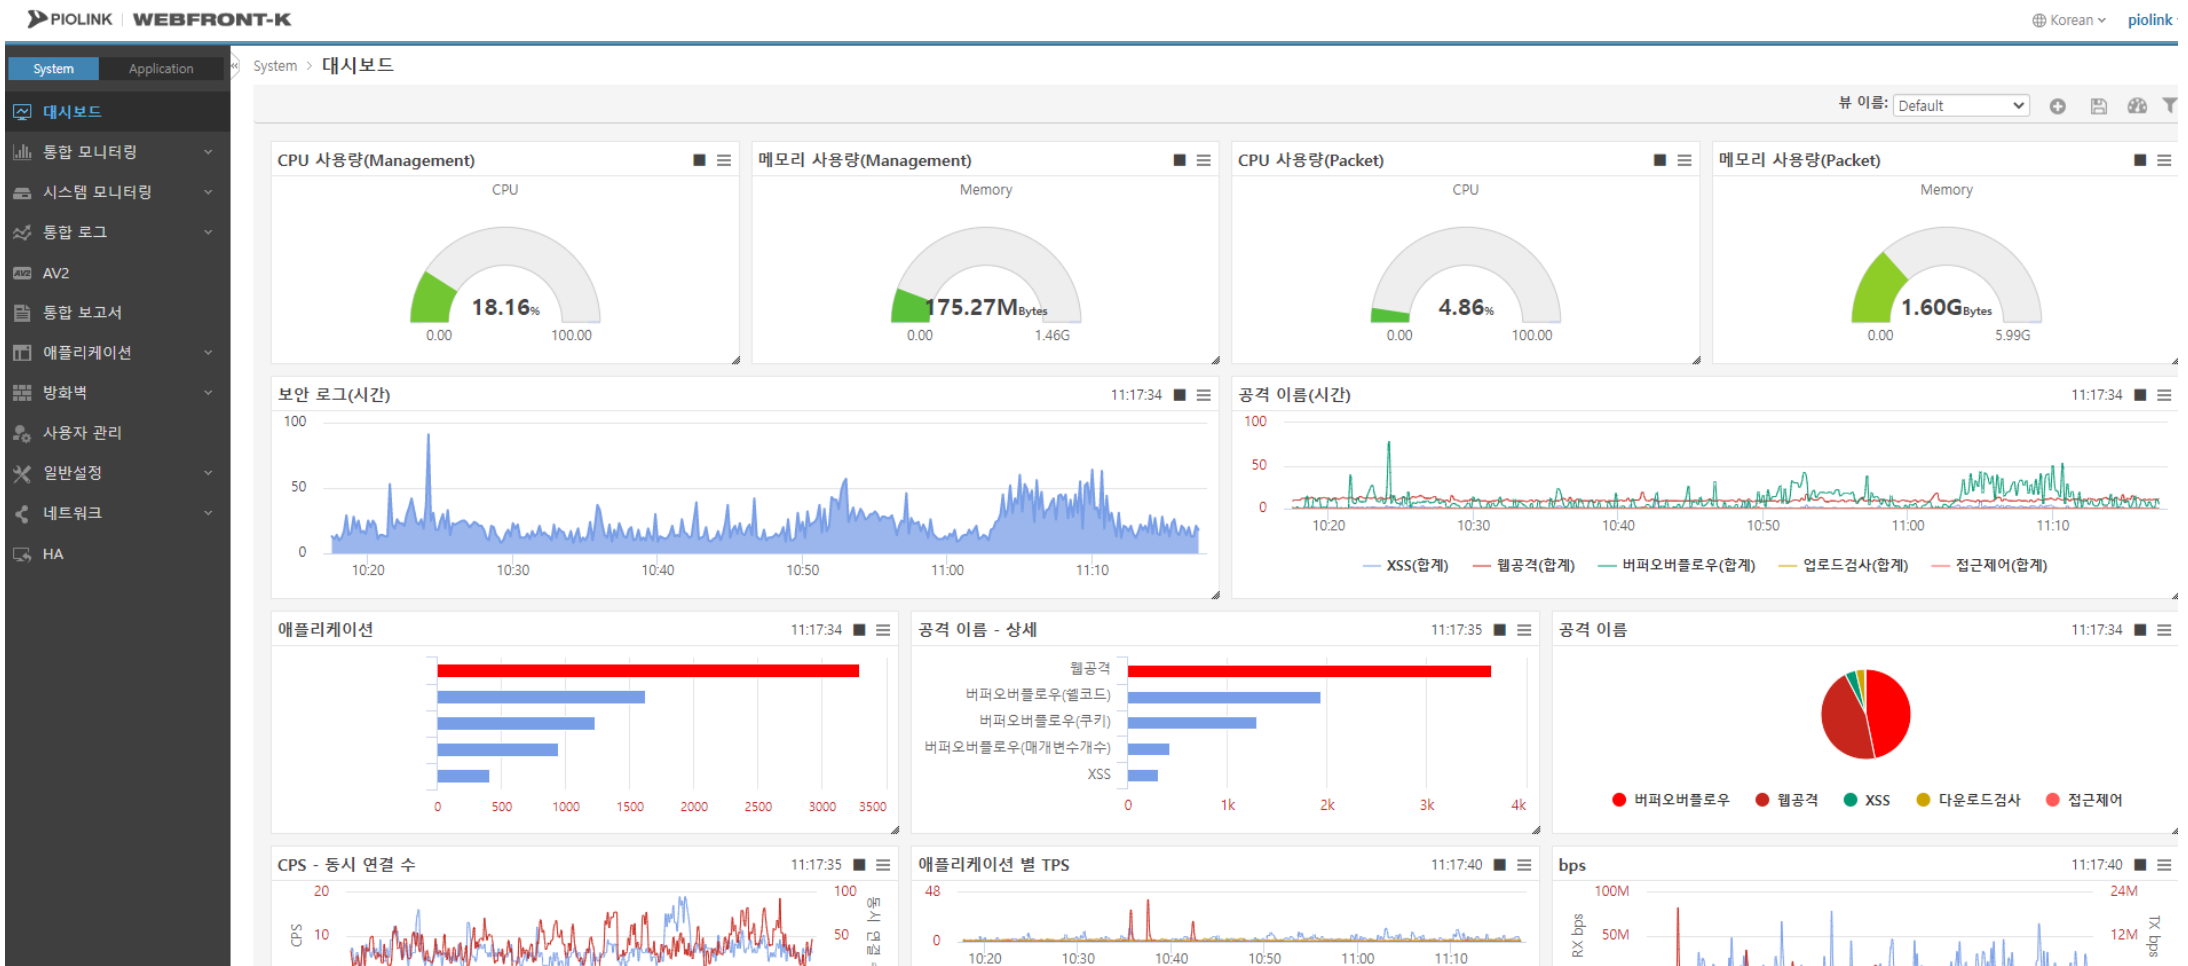 PIOLINK WEBFRONT-K
Korean
piolink
System Application
System > 대시보드
뷰 이름: Default
대시보드
통합 모니터링
시스템 모니터링
통합 로그
AV2 AV2
통합 보고서
애플리케이션
방화벽
사용자 관리
일반설정
네트워크
HA
CPU 사용량(Management)
CPU
18.16%
0.00 100.00
메모리 사용량(Management)
Memory
175.27MBytes
0.00 1.46G
CPU 사용량(Packet)
CPU
4.86%
0.00 100.00
메모리 사용량(Packet)
Memory
1.60GBytes
0.00 5.99G
보안 로그(시간) 11:17:34
100
50
0
10:20 10:30 10:40 10:50 11:00 11:10
공격 이름(시간) 11:17:34
100
50
0
10:20 10:30 10:40 10:50 11:00 11:10
XSS(합계) 웹공격(합계) 버퍼오버플로우(합계) 업로드검사(합계) 접근제어(합계)
애플리케이션 11:17:34
0 500 1000 1500 2000 2500 3000 3500
공격 이름 - 상세 11:17:35
웹공격
버퍼오버플로우(쉘코드)
버퍼오버플로우(쿠키)
버퍼오버플로우(매개변수개수)
XSS
0 1k 2k 3k 4k
공격 이름 11:17:34
버퍼오버플로우 웹공격 XSS 다운로드검사 접근제어
CPS - 동시 연결 수 11:17:35
20 100
10 50
CPS
동시 연결
애플리케이션 별 TPS 11:17:40
48
0
10:20 10:30 10:40 10:50 11:00 11:10
bps 11:17:40
100M 24M
50M 12M
RX bps
TX bps